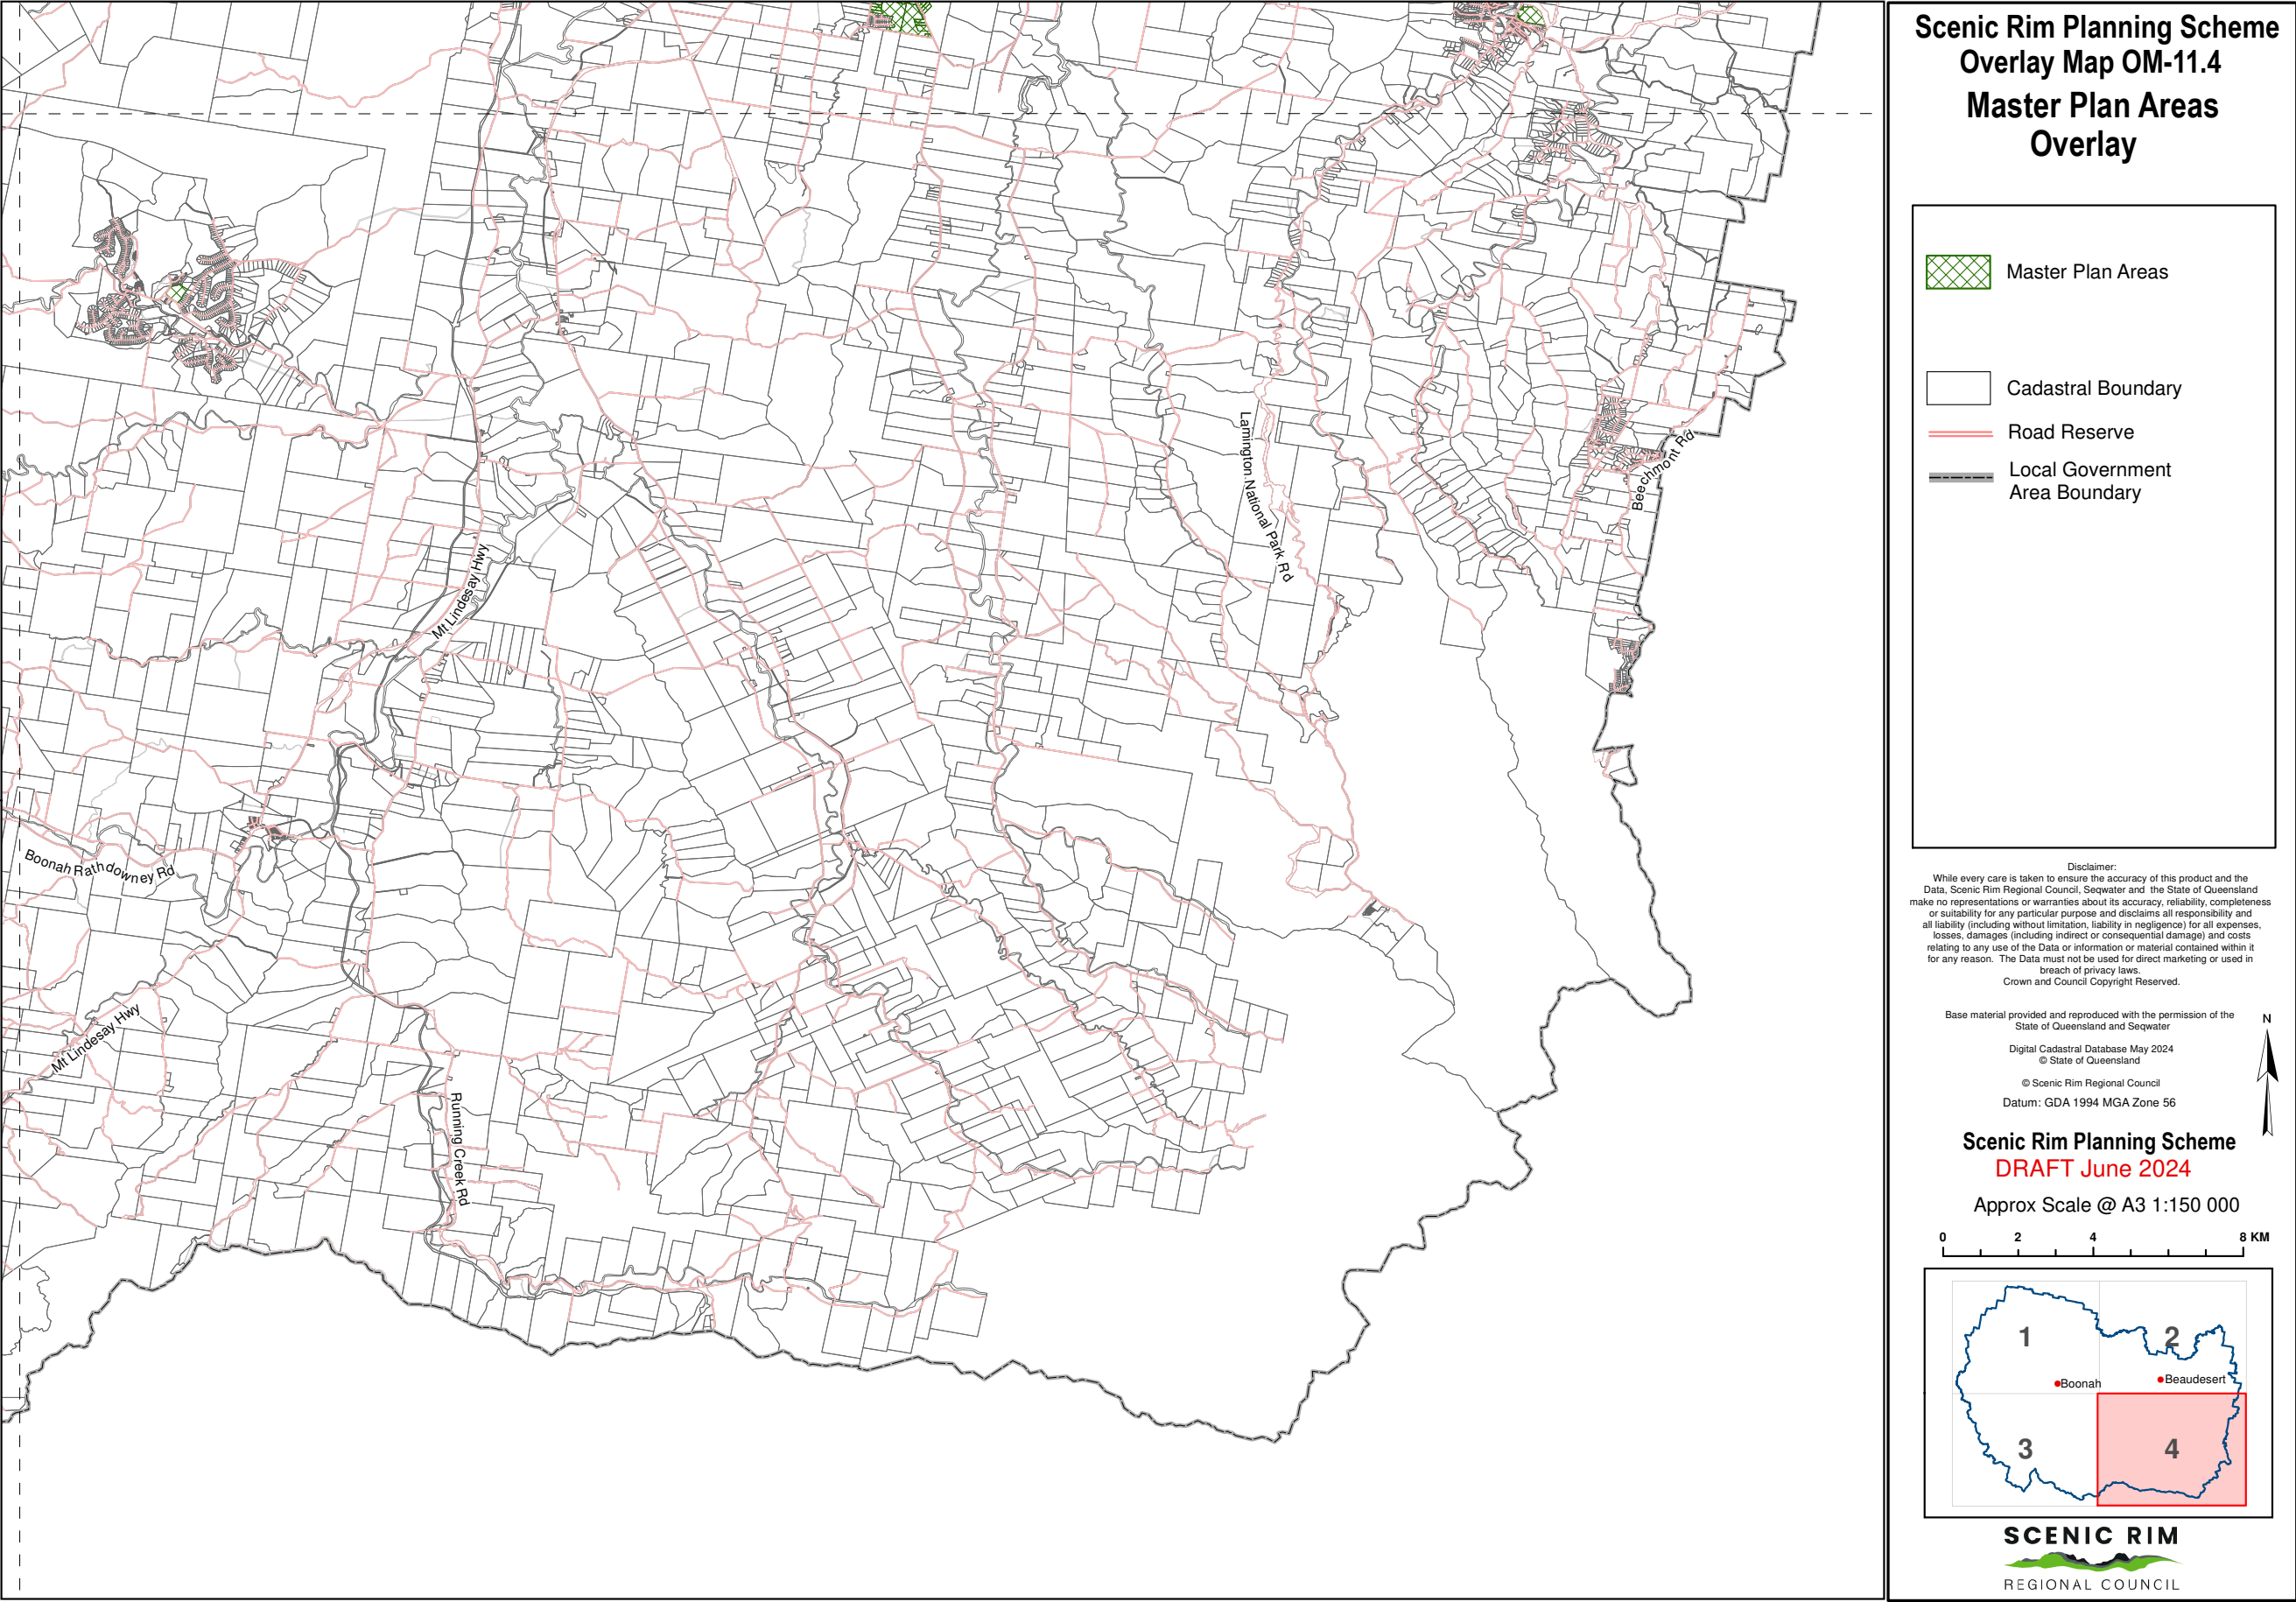 Scenic Rim Planning Scheme
Overlay Map OM-11.4
Master Plan Areas
Overlay
Master Plan Areas
Cadastral Boundary
Road Reserve
Local Government
Area Boundary
Lamington National Park Rd
Beechmont Rd
Mt Lindesay Hwy
Boonah Rathdowney Rd
Mt Lindesay Hwy
Running Creek Rd
Disclaimer:
While every care is taken to ensure the accuracy of this product and the
Data, Scenic Rim Regional Council, Seqwater and the State of Queensland
make no representations or warranties about its accuracy, reliability, completeness
or suitability for any particular purpose and disclaims all responsibility and
all liability (including without limitation, liability in negligence) for all expenses,
losses, damages (including indirect or consequential damage) and costs
relating to any use of the Data or information or material contained within it
for any reason. The Data must not be used for direct marketing or used in
breach of privacy laws.
Crown and Council Copyright Reserved.
Base material provided and reproduced with the permission of the
State of Queensland and Seqwater
Digital Cadastral Database May 2024
© State of Queensland
© Scenic Rim Regional Council
Datum: GDA 1994 MGA Zone 56
N
Scenic Rim Planning Scheme
DRAFT June 2024
Approx Scale @ A3 1:150 000
0 2 4 8 KM
1
2
Boonah
Beaudesert
3
4
SCENIC RIM
REGIONAL COUNCIL